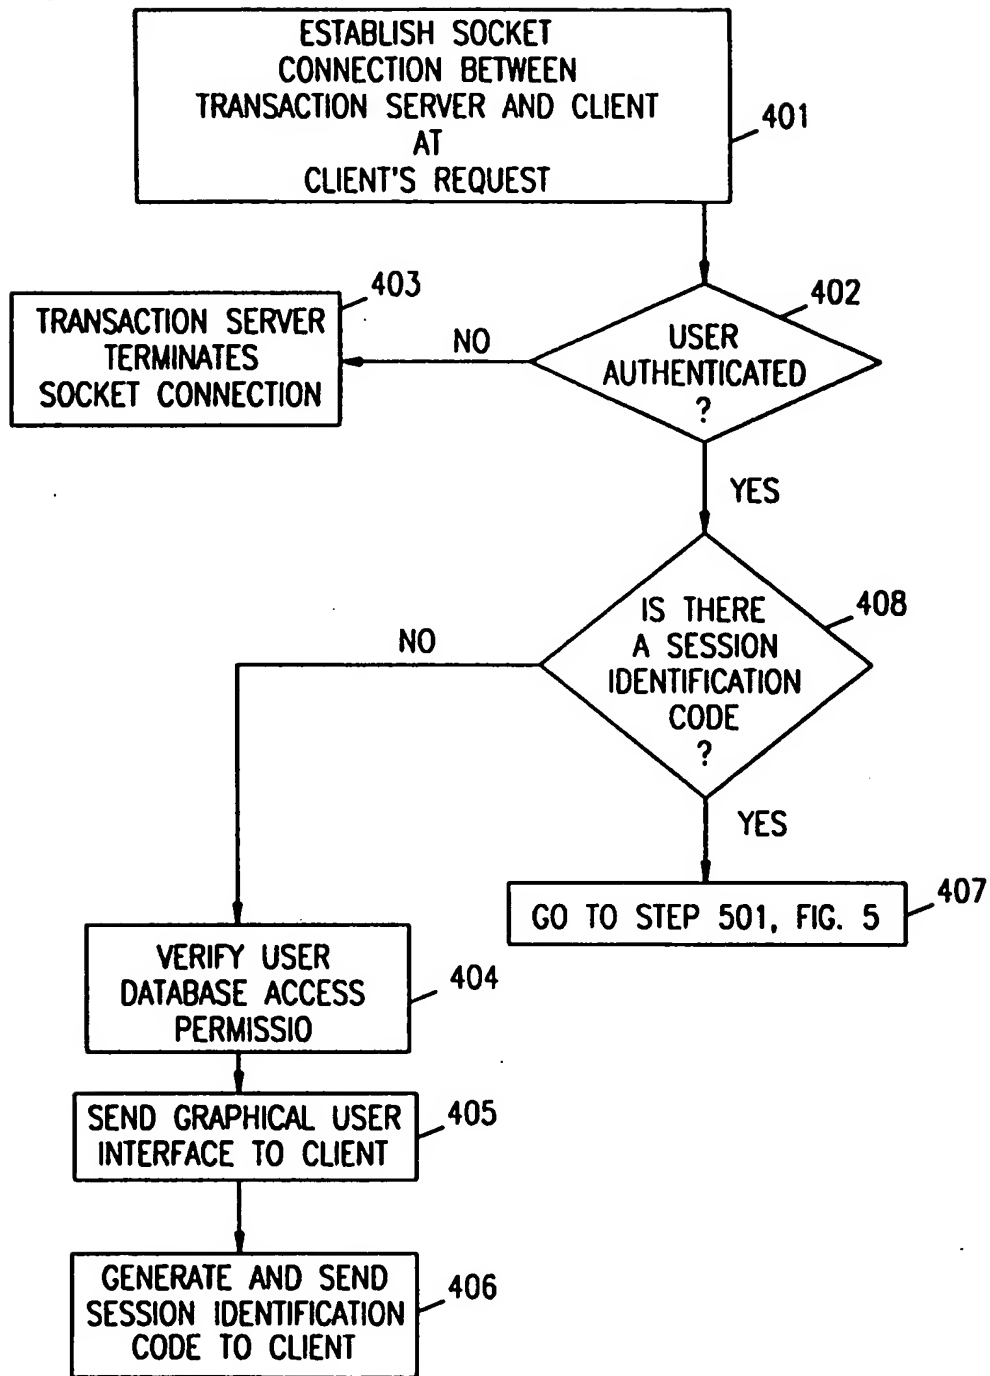 ESTABLISH SOCKET
CONNECTION BETWEEN
TRANSACTION SERVER AND CLIENT
AT
CLIENT'S REQUEST
401
403
TRANSACTION SERVER
TERMINATES
SOCKET CONNECTION
NO
402
USER
AUTHENTICATED
?
YES
408
IS THERE
A SESSION
IDENTIFICATION
CODE
?
NO
YES
407
GO TO STEP 501, FIG. 5
VERIFY USER
DATABASE ACCESS
PERMISSIO
404
SEND GRAPHICAL USER
INTERFACE TO CLIENT
405
GENERATE AND SEND
SESSION IDENTIFICATION
CODE TO CLIENT
406